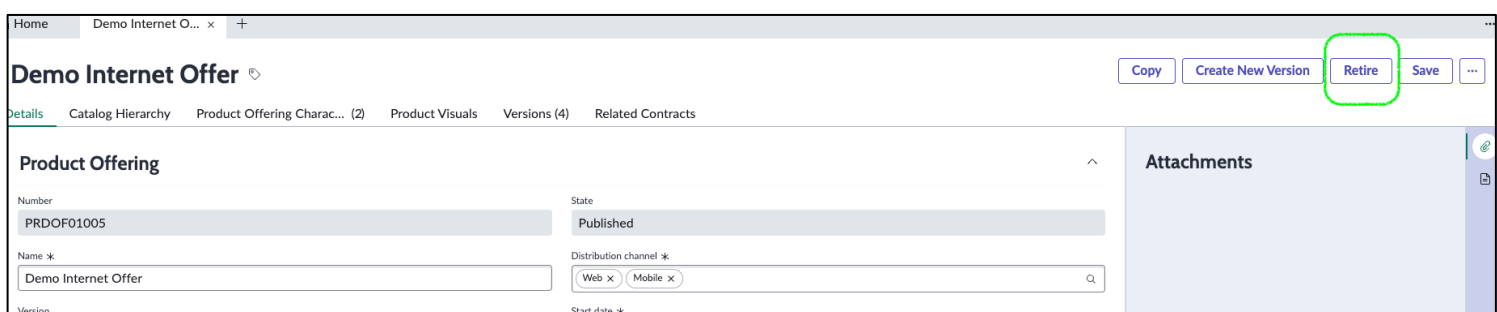 Home Demo Internet O... × +
Demo Internet Offer
Copy Create New Version Retire Save ...
Details Catalog Hierarchy Product Offering Charac... (2) Product Visuals Versions (4) Related Contracts
Product Offering
Attachments
Number State
PRDOF01005 Published
Name * Distribution channel *
Demo Internet Offer Web × Mobile ×
Version Start date *